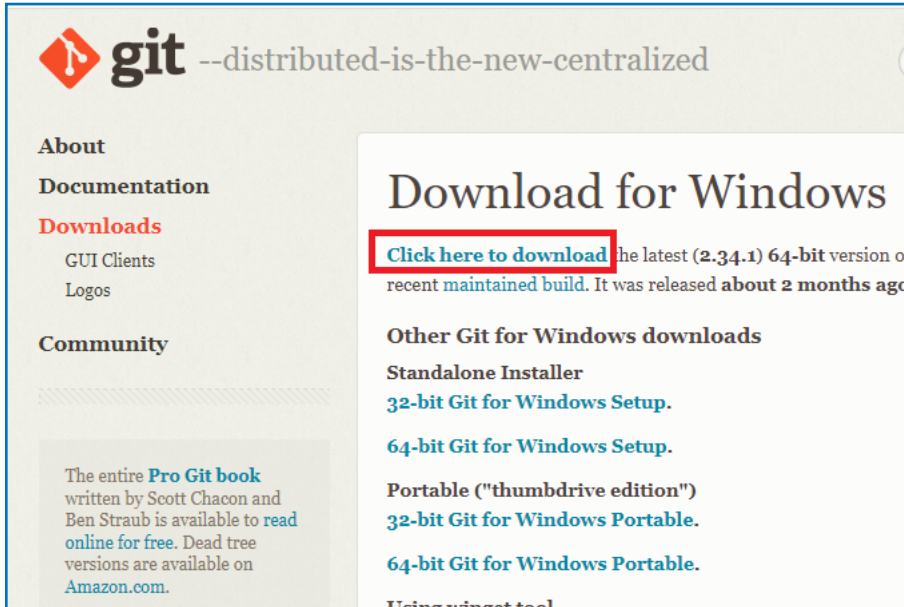 git --distributed-is-the-new-centralized
About
Documentation
Downloads
GUI Clients
Logos
Community
The entire Pro Git book
written by Scott Chacon and
Ben Straub is available to read
online for free. Dead tree
versions are available on
Amazon.com.
Download for Windows
Click here to download the latest (2.34.1) 64-bit version o
recent maintained build. It was released about 2 months ago
Other Git for Windows downloads
Standalone Installer
32-bit Git for Windows Setup.
64-bit Git for Windows Setup.
Portable ("thumbdrive edition")
32-bit Git for Windows Portable.
64-bit Git for Windows Portable.
Using winget tool